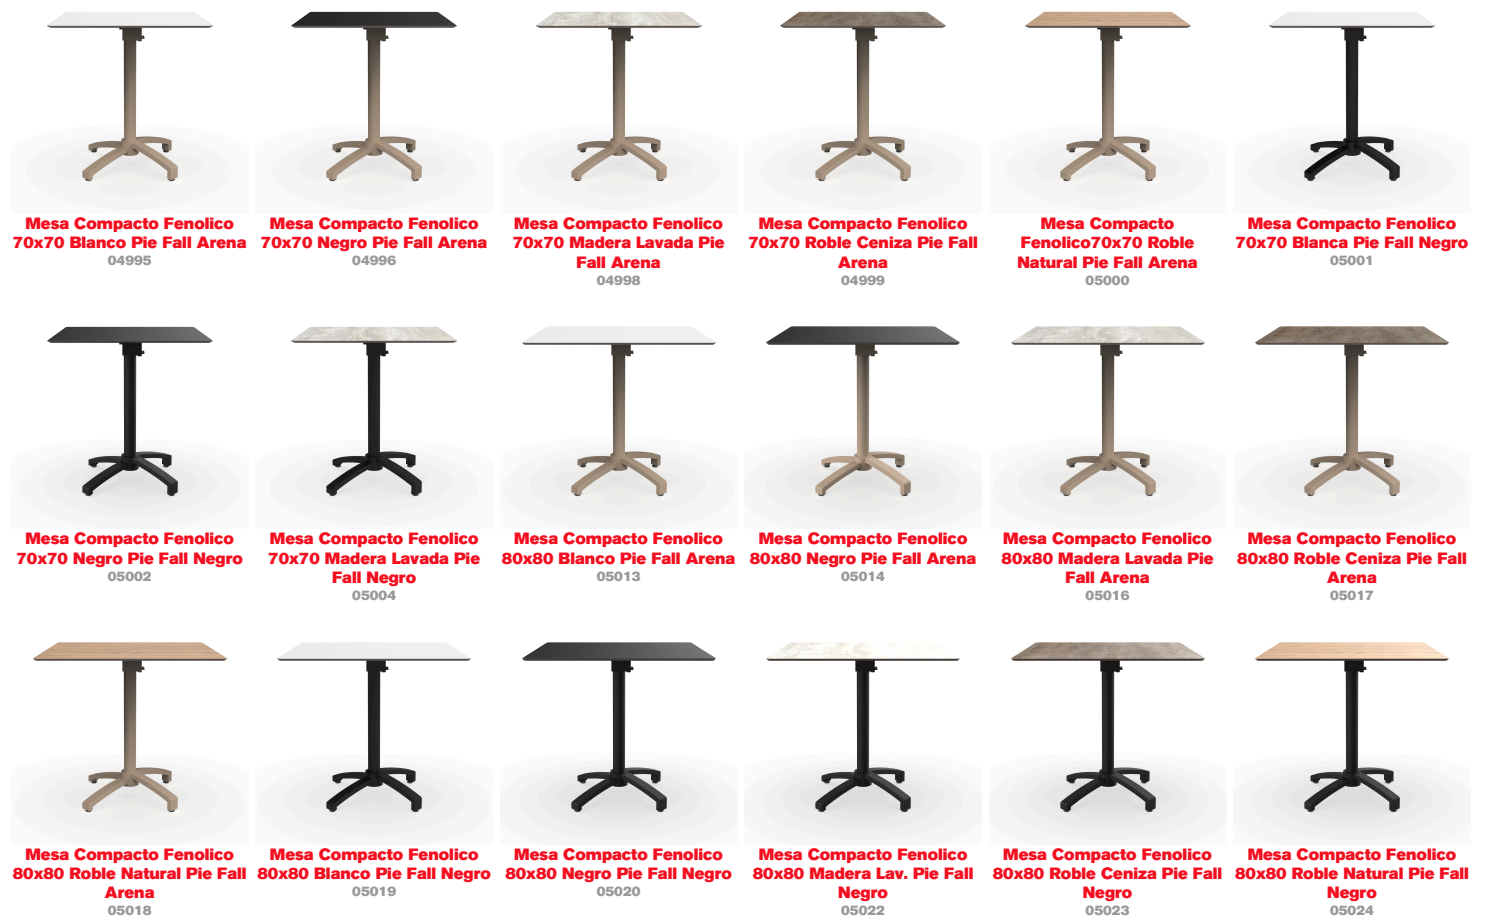 Mesa Compacto Fenolico
70x70 Blanco Pie Fall Arena
04995
Mesa Compacto Fenolico
70x70 Negro Pie Fall Arena
04996
Mesa Compacto Fenolico
70x70 Madera Lavada Pie
Fall Arena
04998
Mesa Compacto Fenolico
70x70 Roble Ceniza Pie Fall
Arena
04999
Mesa Compacto
Fenolico70x70 Roble
Natural Pie Fall Arena
05000
Mesa Compacto Fenolico
70x70 Blanca Pie Fall Negro
05001
Mesa Compacto Fenolico
70x70 Negro Pie Fall Negro
05002
Mesa Compacto Fenolico
70x70 Madera Lavada Pie
Fall Negro
05004
Mesa Compacto Fenolico
80x80 Blanco Pie Fall Arena
05013
Mesa Compacto Fenolico
80x80 Negro Pie Fall Arena
05014
Mesa Compacto Fenolico
80x80 Madera Lavada Pie
Fall Arena
05016
Mesa Compacto Fenolico
80x80 Roble Ceniza Pie Fall
Arena
05017
Mesa Compacto Fenolico
80x80 Roble Natural Pie Fall
Arena
05018
Mesa Compacto Fenolico
80x80 Blanco Pie Fall Negro
05019
Mesa Compacto Fenolico
80x80 Negro Pie Fall Negro
05020
Mesa Compacto Fenolico
80x80 Madera Lav. Pie Fall
Negro
05022
Mesa Compacto Fenolico
80x80 Roble Ceniza Pie Fall
Negro
05023
Mesa Compacto Fenolico
80x80 Roble Natural Pie Fall
Negro
05024